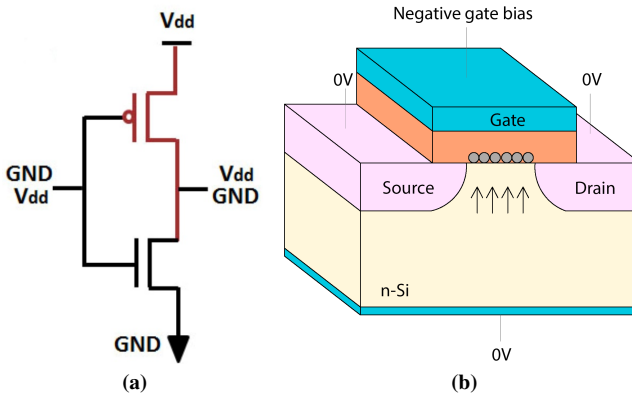 Vdd
GND
Vdd
Vdd
GND
GND
(a)
Negative gate bias
0V
0V
Gate
Source
Drain
n-Si
0V
(b)